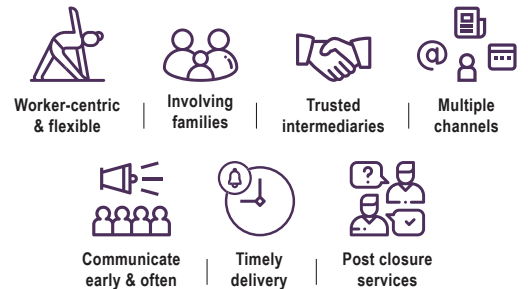 Worker-centric
& flexible
Involving
families
Trusted
intermediaries
Multiple
channels
Communicate
early & often
Timely
delivery
Post closure
services